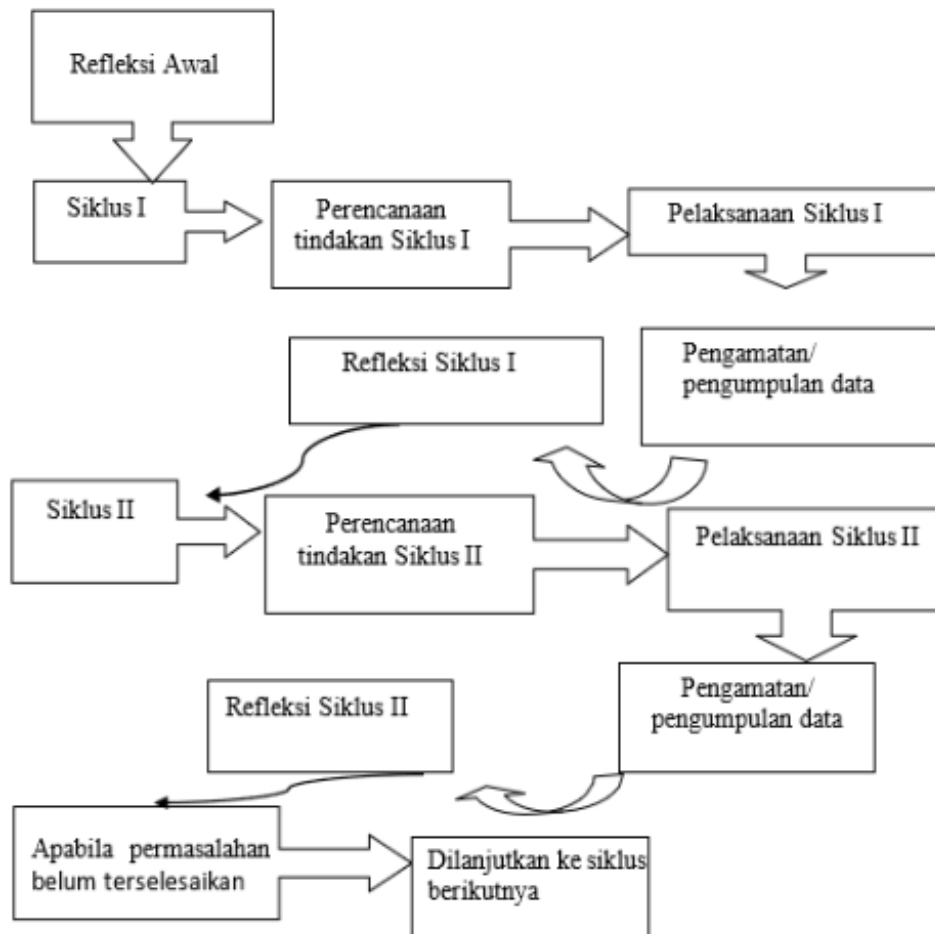 Refleksi Awal
Siklus I
Perencanaan
tindakan Siklus I
Pelaksanaan Siklus I
Pengamatan/
pengumpulan data
Refleksi Siklus I
Siklus II
Perencanaan
tindakan Siklus II
Pelaksanaan Siklus II
Pengamatan/
pengumpulan data
Refleksi Siklus II
Apabila permasalahan
belum terselesaikan
Dilanjutkan ke siklus
berikutnya